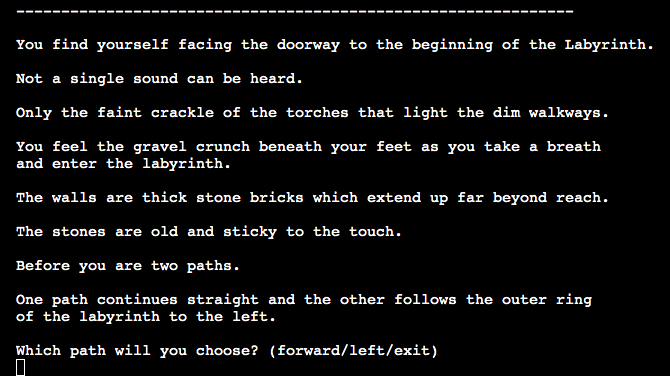 --------------------------------------------------------------
You find yourself facing the doorway to the beginning of the Labyrinth.
Not a single sound can be heard.
Only the faint crackle of the torches that light the dim walkways.
You feel the gravel crunch beneath your feet as you take a breath
and enter the labyrinth.
The walls are thick stone bricks which extend up far beyond reach.
The stones are old and sticky to the touch.
Before you are two paths.
One path continues straight and the other follows the outer ring
of the labyrinth to the left.
Which path will you choose? (forward/left/exit)